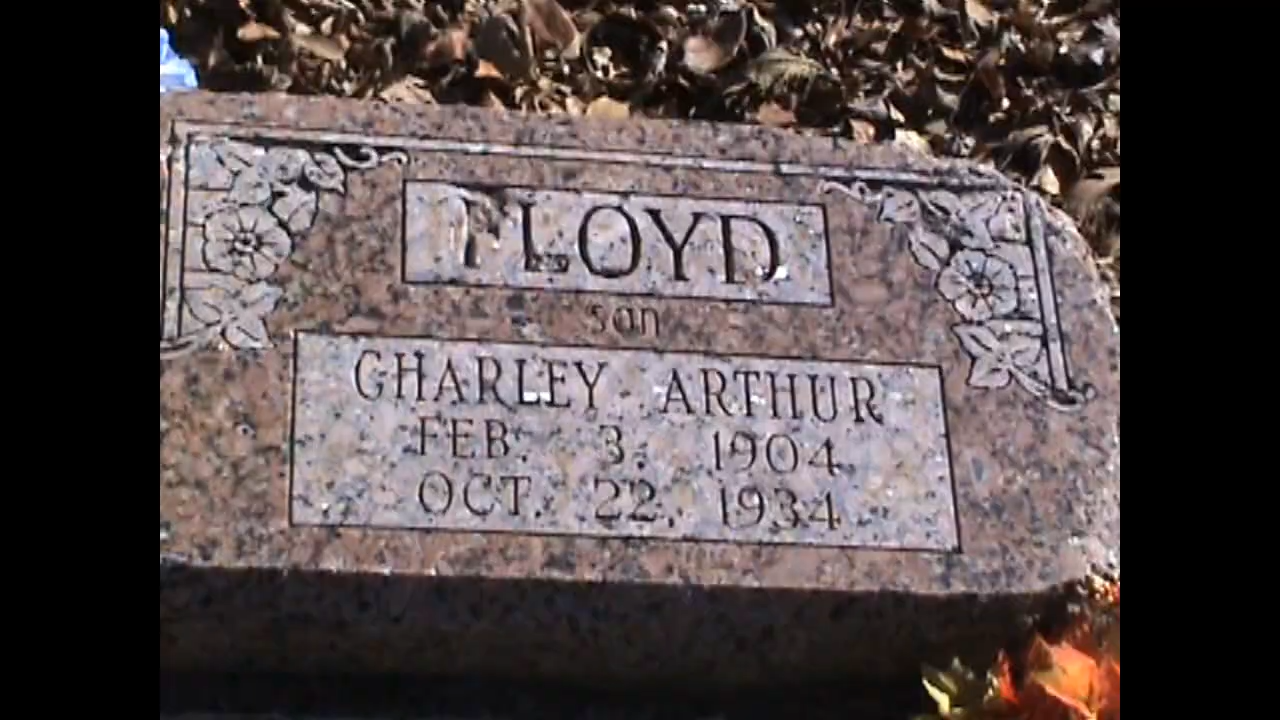 FLOYD
son
CHARLEY ARTHUR
FEB. 3, 1904
OCT. 22, 1934